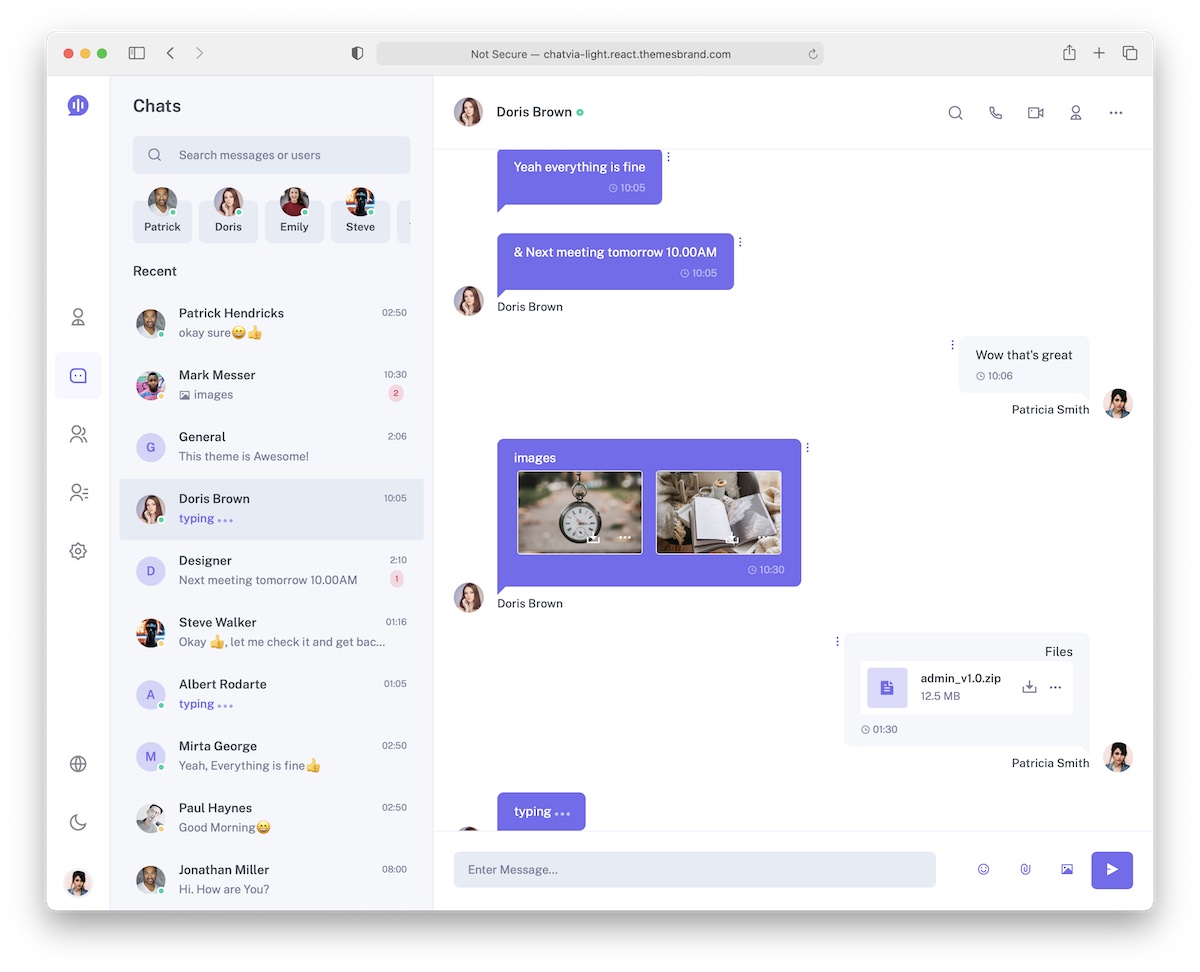 Not Secure — chatvia-light.react.themesbrand.com
Chats
Search messages or users
Patrick
Doris
Emily
Steve
Recent
Patrick Hendricks
02:50
okay sure😄👍
Mark Messer
10:30
images
2
G
General
2:06
This theme is Awesome!
Doris Brown
10:05
typing
D
Designer
2:10
Next meeting tomorrow 10.00AM
1
Steve Walker
01:16
Okay 👍, let me check it and get bac...
A
Albert Rodarte
01:05
typing
M
Mirta George
02:50
Yeah, Everything is fine👍
Paul Haynes
02:50
Good Morning😄
Jonathan Miller
08:00
Hi. How are You?
Doris Brown
Yeah everything is fine
10:05
& Next meeting tomorrow 10.00AM
10:05
Doris Brown
Wow that's great
10:06
Patricia Smith
images
10:30
Doris Brown
Files
admin_v1.0.zip
12.5 MB
01:30
Patricia Smith
typing
Enter Message...